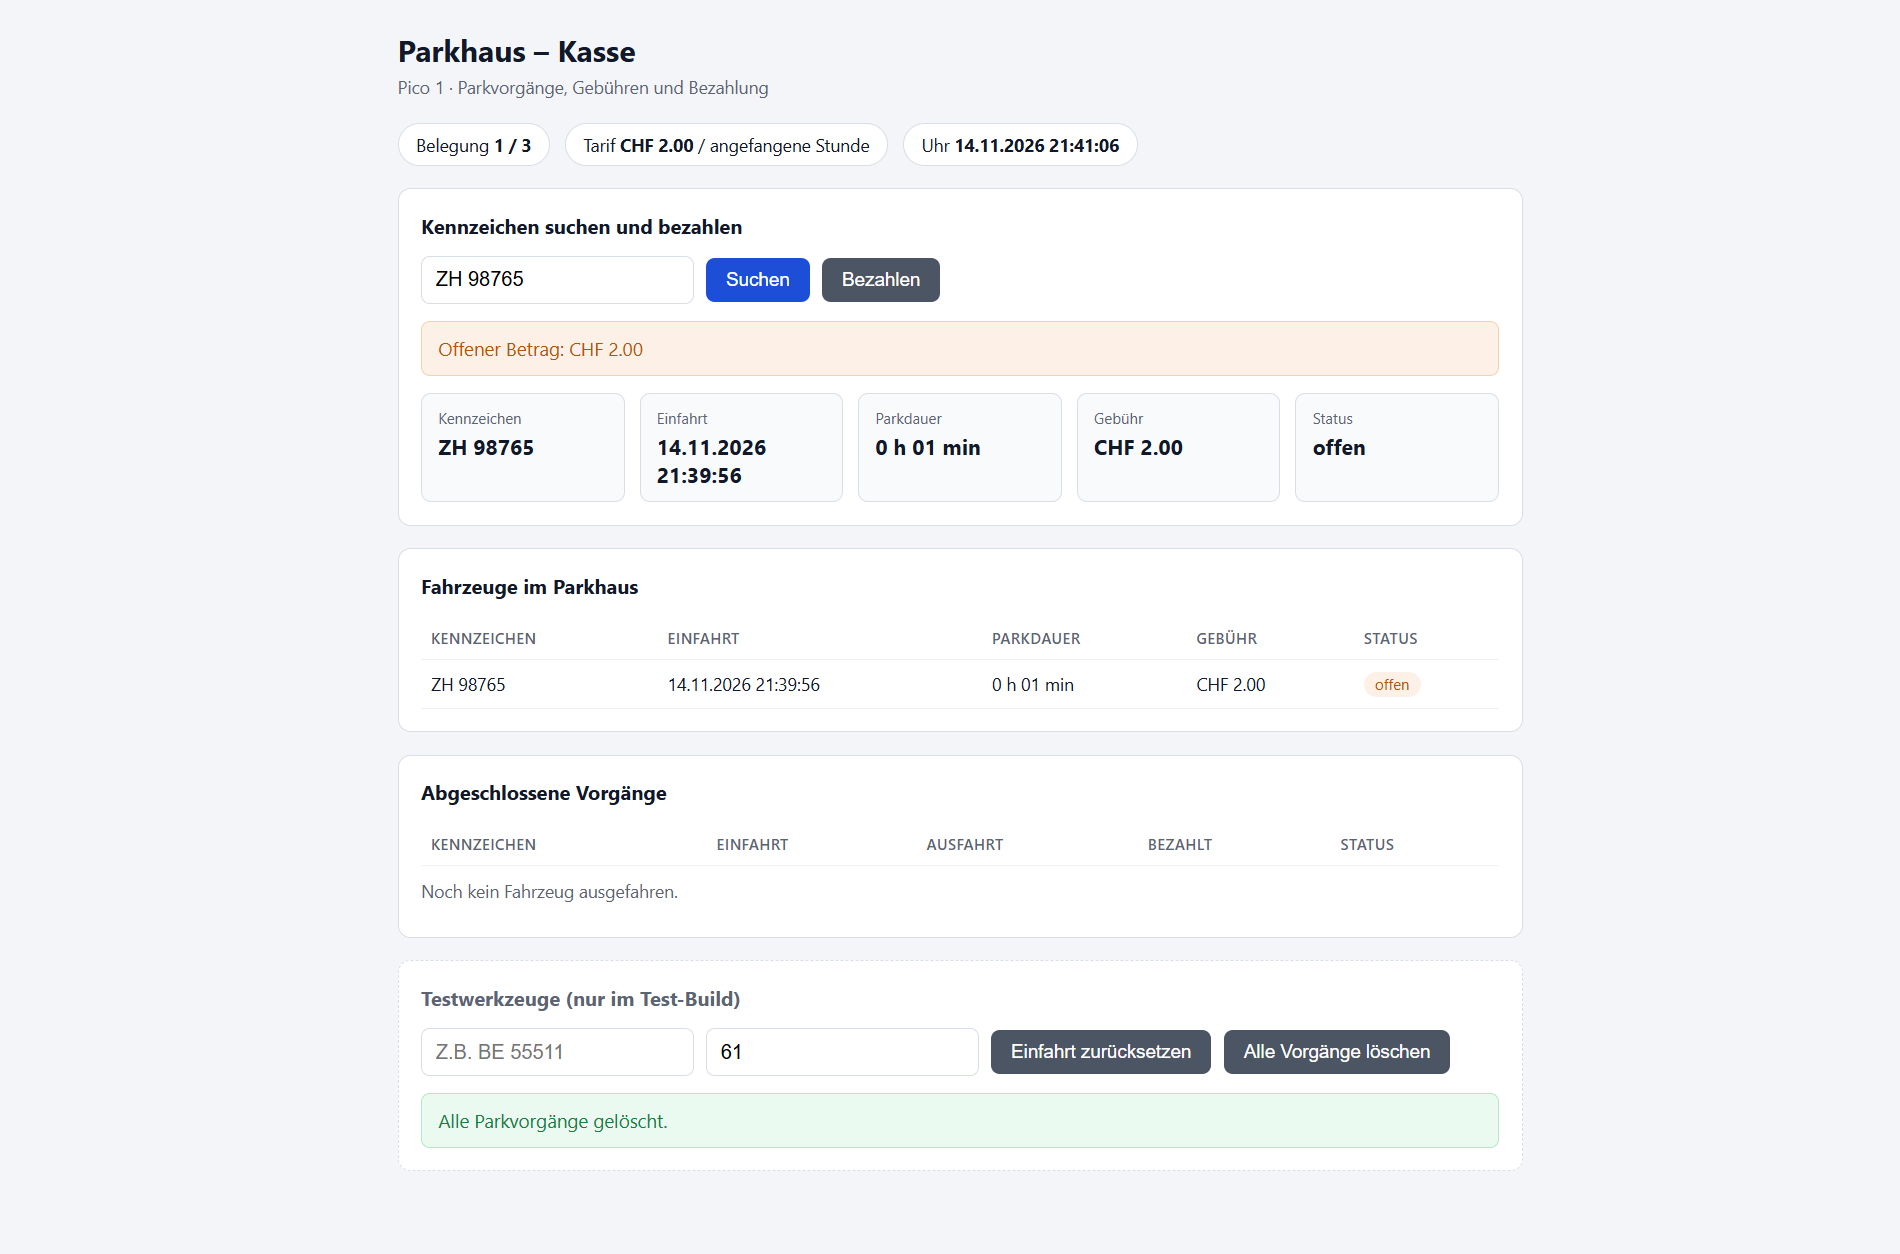 Parkhaus – Kasse
Pico 1 · Parkvorgänge, Gebühren und Bezahlung
Belegung 1 / 3
Tarif CHF 2.00 / angefangene Stunde
Uhr 14.11.2026 21:41:06
Kennzeichen suchen und bezahlen
ZH 98765
Suchen
Bezahlen
Offener Betrag: CHF 2.00
Kennzeichen
ZH 98765
Einfahrt
14.11.2026
21:39:56
Parkdauer
0 h 01 min
Gebühr
CHF 2.00
Status
offen
Fahrzeuge im Parkhaus
KENNZEICHEN EINFAHRT PARKDAUER GEBÜHR STATUS
ZH 98765 14.11.2026 21:39:56 0 h 01 min CHF 2.00 offen
Abgeschlossene Vorgänge
KENNZEICHEN EINFAHRT AUSFAHRT BEZAHLT STATUS
Noch kein Fahrzeug ausgefahren.
Testwerkzeuge (nur im Test-Build)
Z.B. BE 55511
61
Einfahrt zurücksetzen
Alle Vorgänge löschen
Alle Parkvorgänge gelöscht.